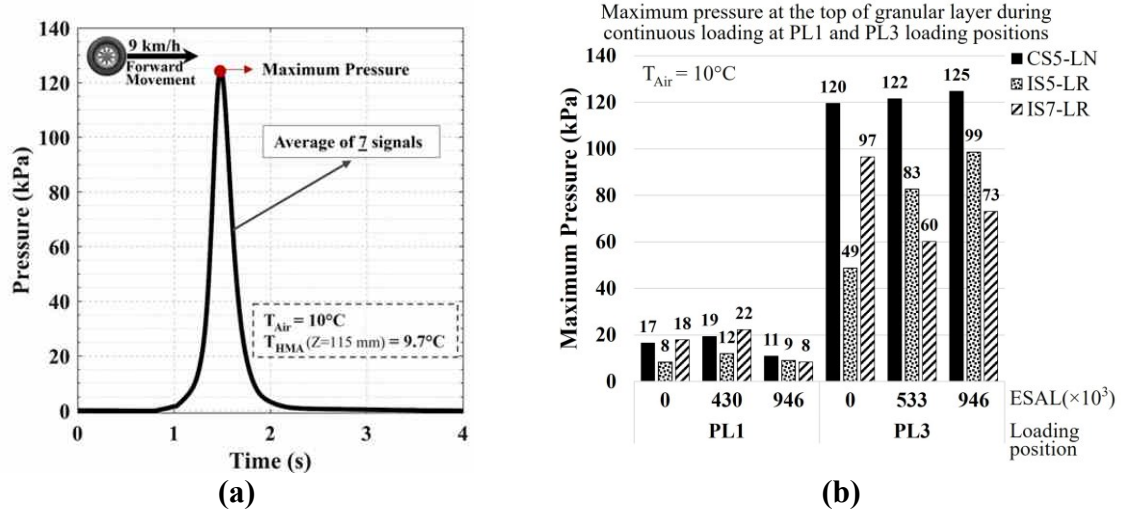 140
120
100
80
60
40
20
0
0 1 2 3 4
Pressure (kPa)
Time (s)
9 km/h
Forward
Movement
Maximum Pressure
Average of 7 signals
T_Air = 10°C
T_HMA (Z=115 mm) = 9.7°C
(a)
Maximum pressure at the top of granular layer during
continuous loading at PL1 and PL3 loading positions
140
120
100
80
60
40
20
0
Maximum Pressure (kPa)
T_Air = 10°C
CS5-LN
IS5-LR
IS7-LR
17 8 18
19 12 22
11 9 8
120 49 97
122 83 60
125 99 73
0 430 946 0 533 946 ESAL(×10³)
PL1 PL3 Loading
position
(b)